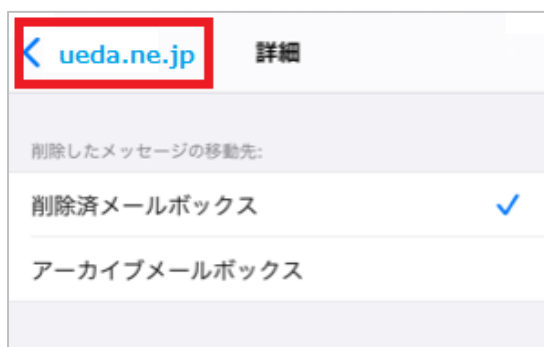 ueda.ne.jp 詳細
削除したメッセージの移動先:
削除済メールボックス
アーカイブメールボックス